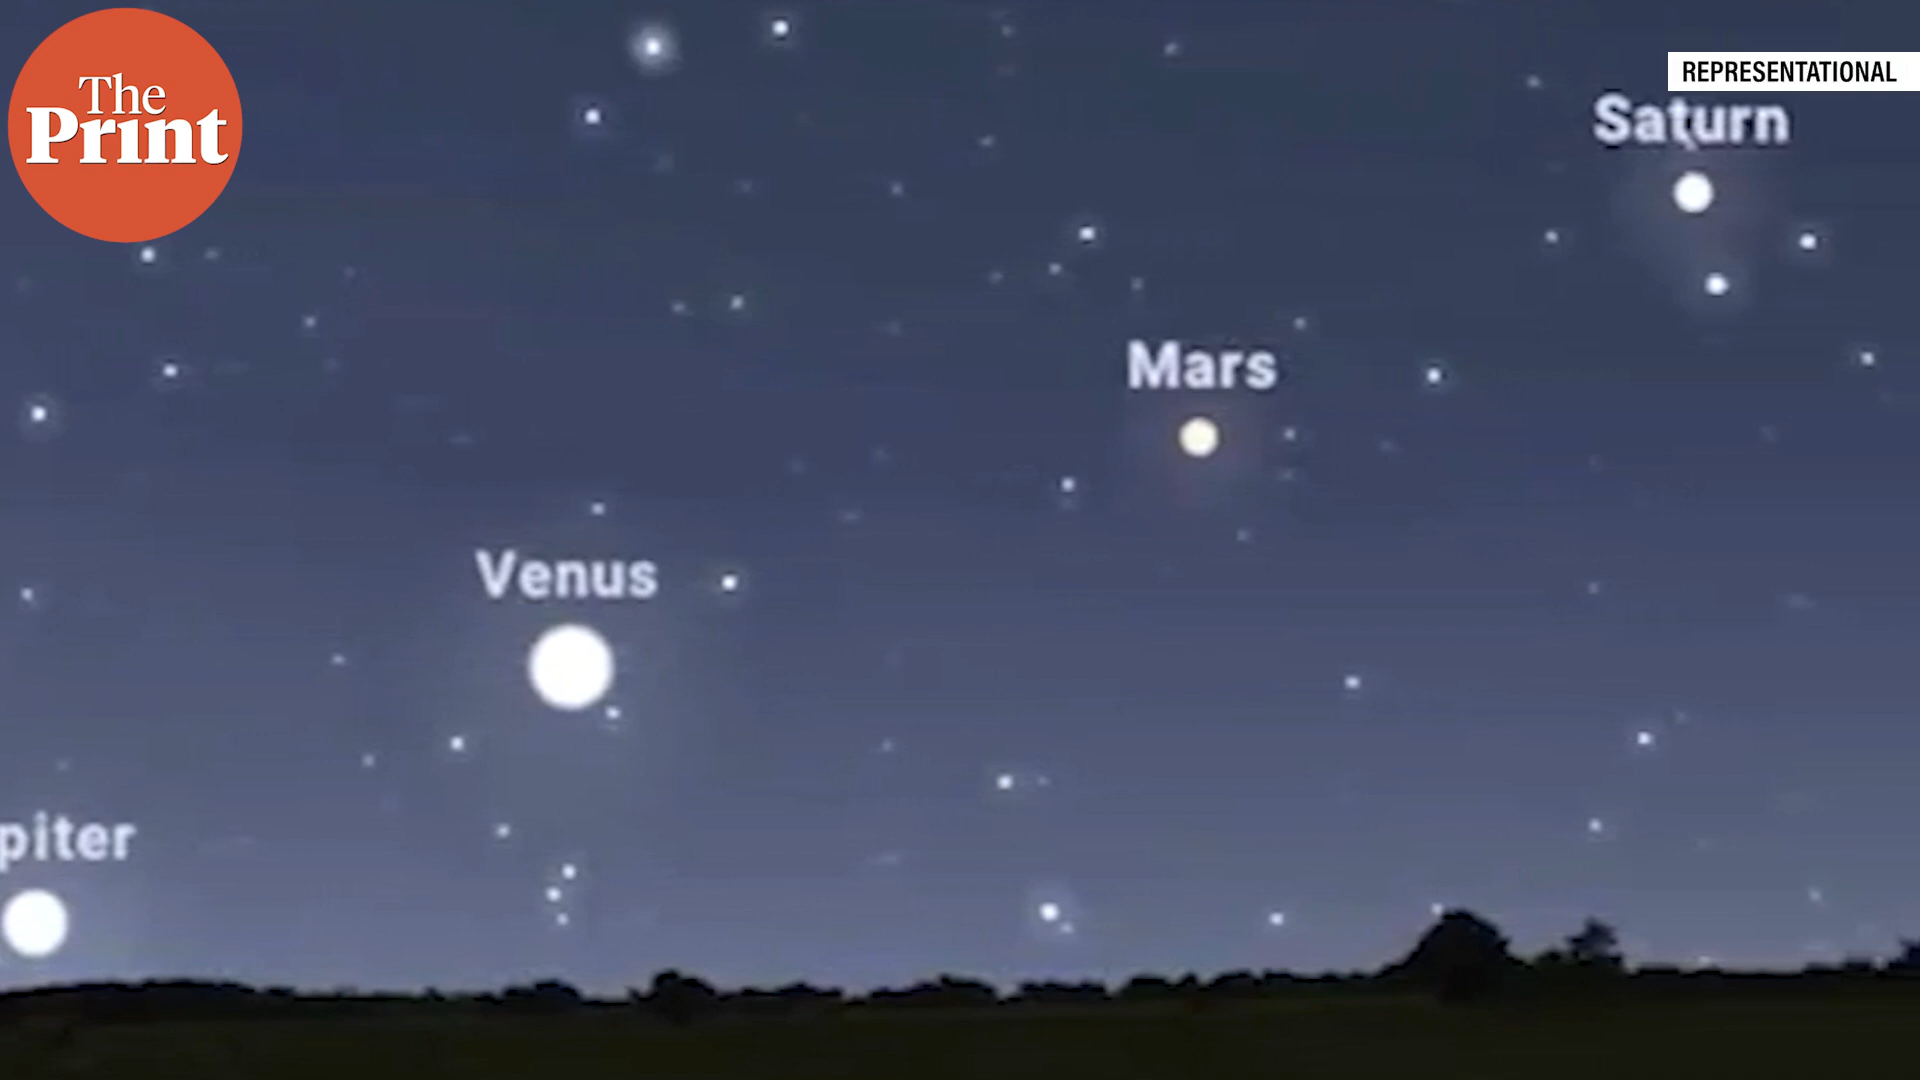 The
Print
REPRESENTATIONAL
Saturn
Mars
Venus
piter